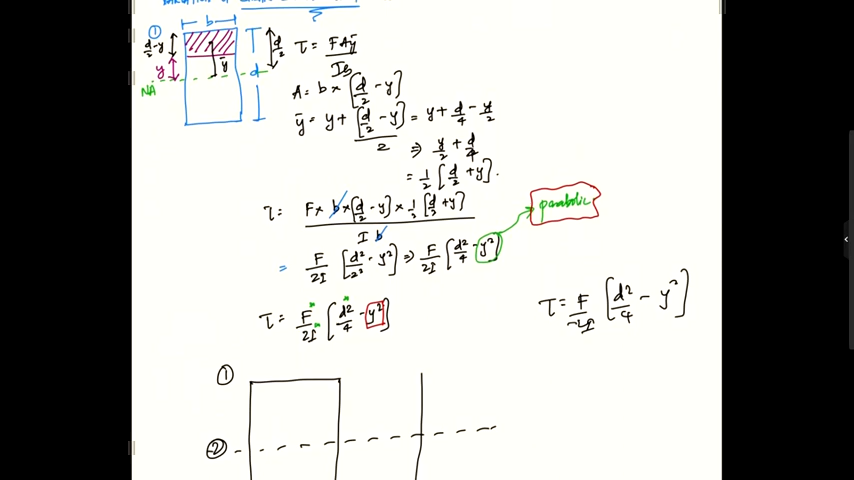 ①
b
d/2-y
y
NA
ȳ
d
d/2
τ = FAȳ/Ib
A = b × [d/2 - y]
ȳ = y + [d/2 - y]/2 = y + d/4 - y/2
⇒ y/2 + d/4
= 1/2 [d/2 + y].
τ = F × b × [d/2 - y] × 1/2 [d/2 + y] / I b
parabolic
= F/2I [d²/2² - y²] ⇒ F/2I [d²/4 - y²]
τ = F/2I [d²/4 - y²]
τ = F/2I [d²/4 - y²]
①
②